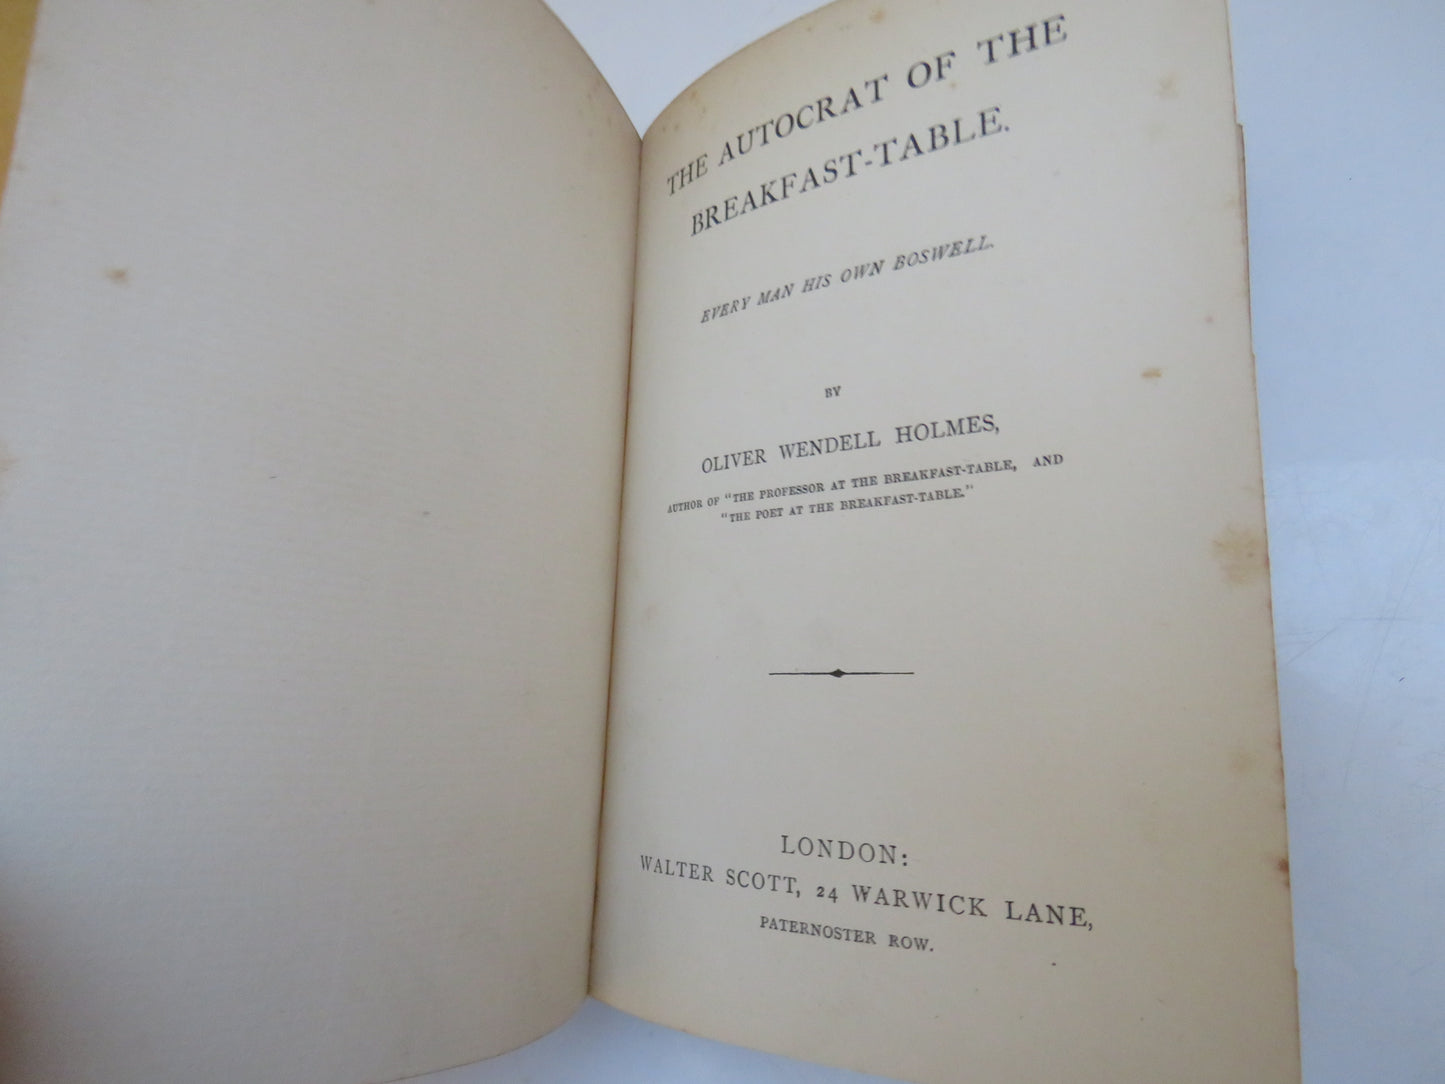 THE AUTOCRAT OF THE
BREAKFAST-TABLE.
EVERY MAN HIS OWN BOSWELL.
BY
OLIVER WENDELL HOLMES,
AUTHOR OF "THE PROFESSOR AT THE BREAKFAST-TABLE, AND
"THE POET AT THE BREAKFAST-TABLE."
LONDON:
WALTER SCOTT, 24 WARWICK LANE,
PATERNOSTER ROW.